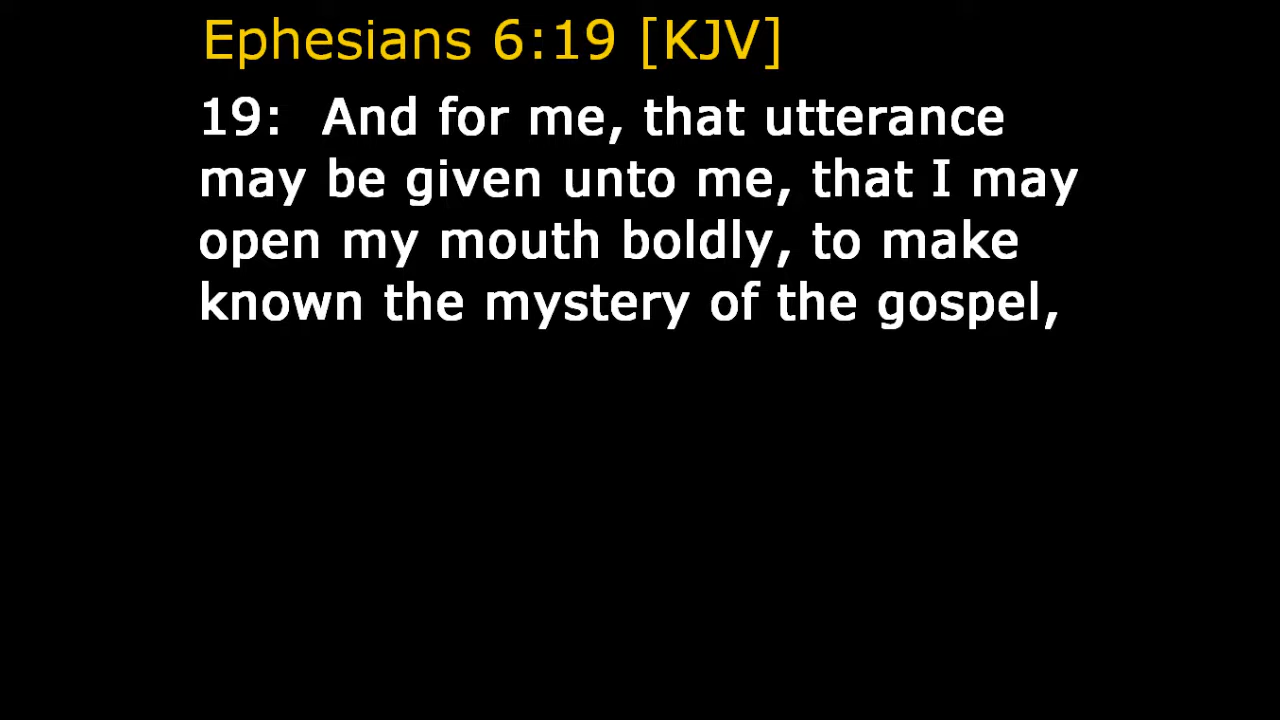 Ephesians 6:19 [KJV]
19: And for me, that utterance
may be given unto me, that I may
open my mouth boldly, to make
known the mystery of the gospel,